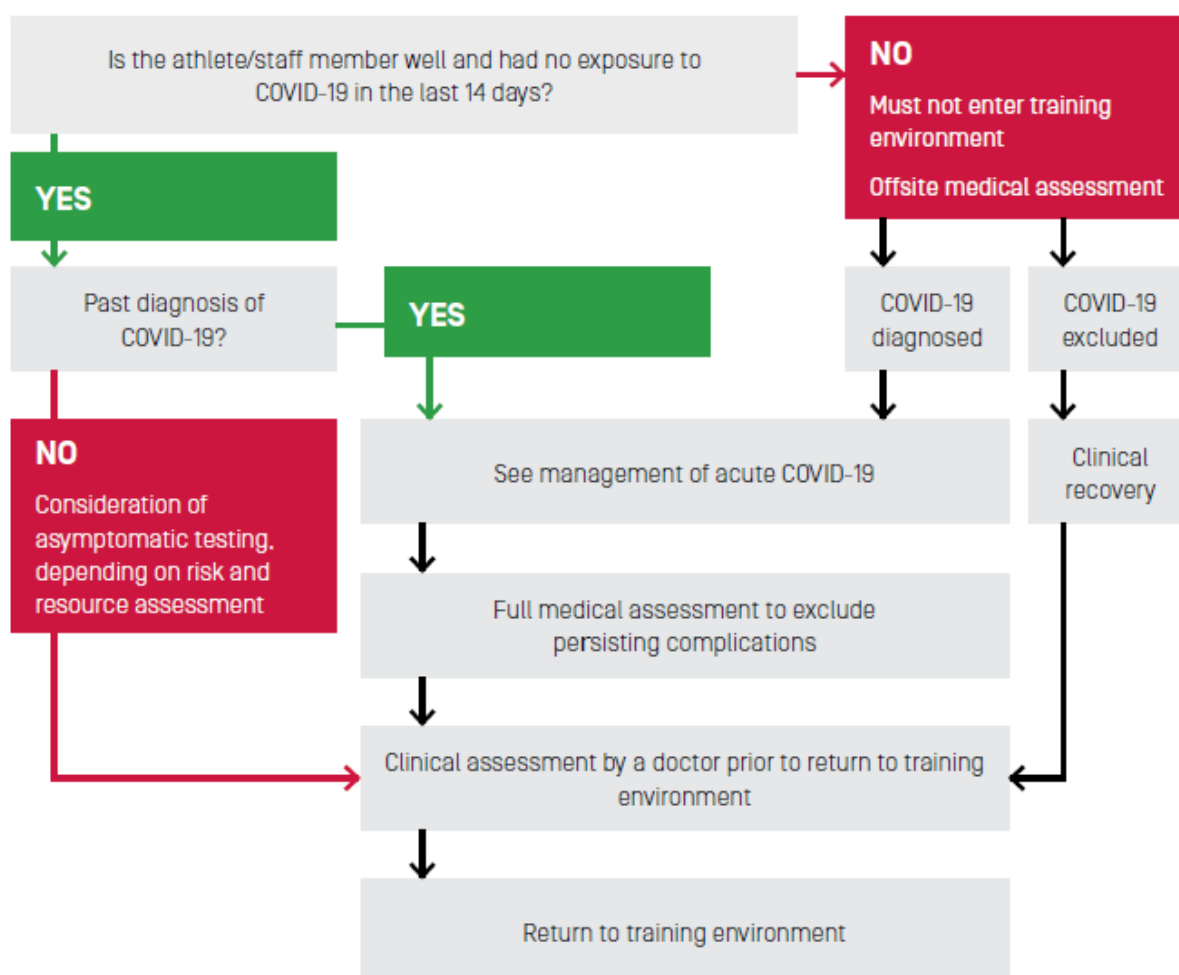 Is the athlete/staff member well and had no exposure to
COVID-19 in the last 14 days?
NO
Must not enter training
environment
Offsite medical assessment
YES
Past diagnosis of
COVID-19?
YES
COVID-19
diagnosed
COVID-19
excluded
NO
Consideration of
asymptomatic testing,
depending on risk and
resource assessment
See management of acute COVID-19
Clinical
recovery
Full medical assessment to exclude
persisting complications
Clinical assessment by a doctor prior to return to training
environment
Return to training environment